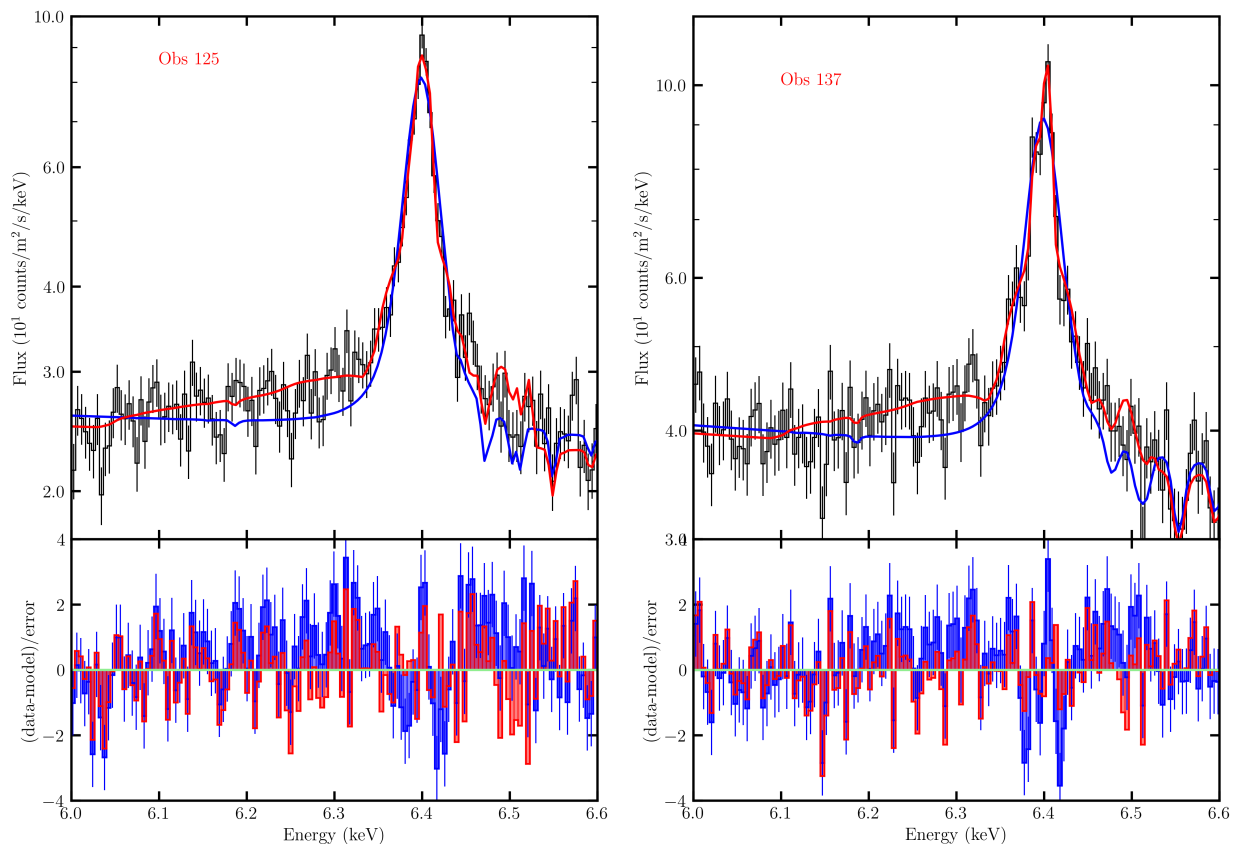 10.0
Obs 125
6.0
4.0
3.0
2.0
Flux (10¹ counts/m²/s/keV)
4
2
0
−2
−4
(data-model)/error
6.0 6.1 6.2 6.3 6.4 6.5 6.6
Energy (keV)
Obs 137
10.0
6.0
4.0
3.0
Flux (10¹ counts/m²/s/keV)
4
2
0
−2
−4
(data-model)/error
6.0 6.1 6.2 6.3 6.4 6.5 6.6
Energy (keV)